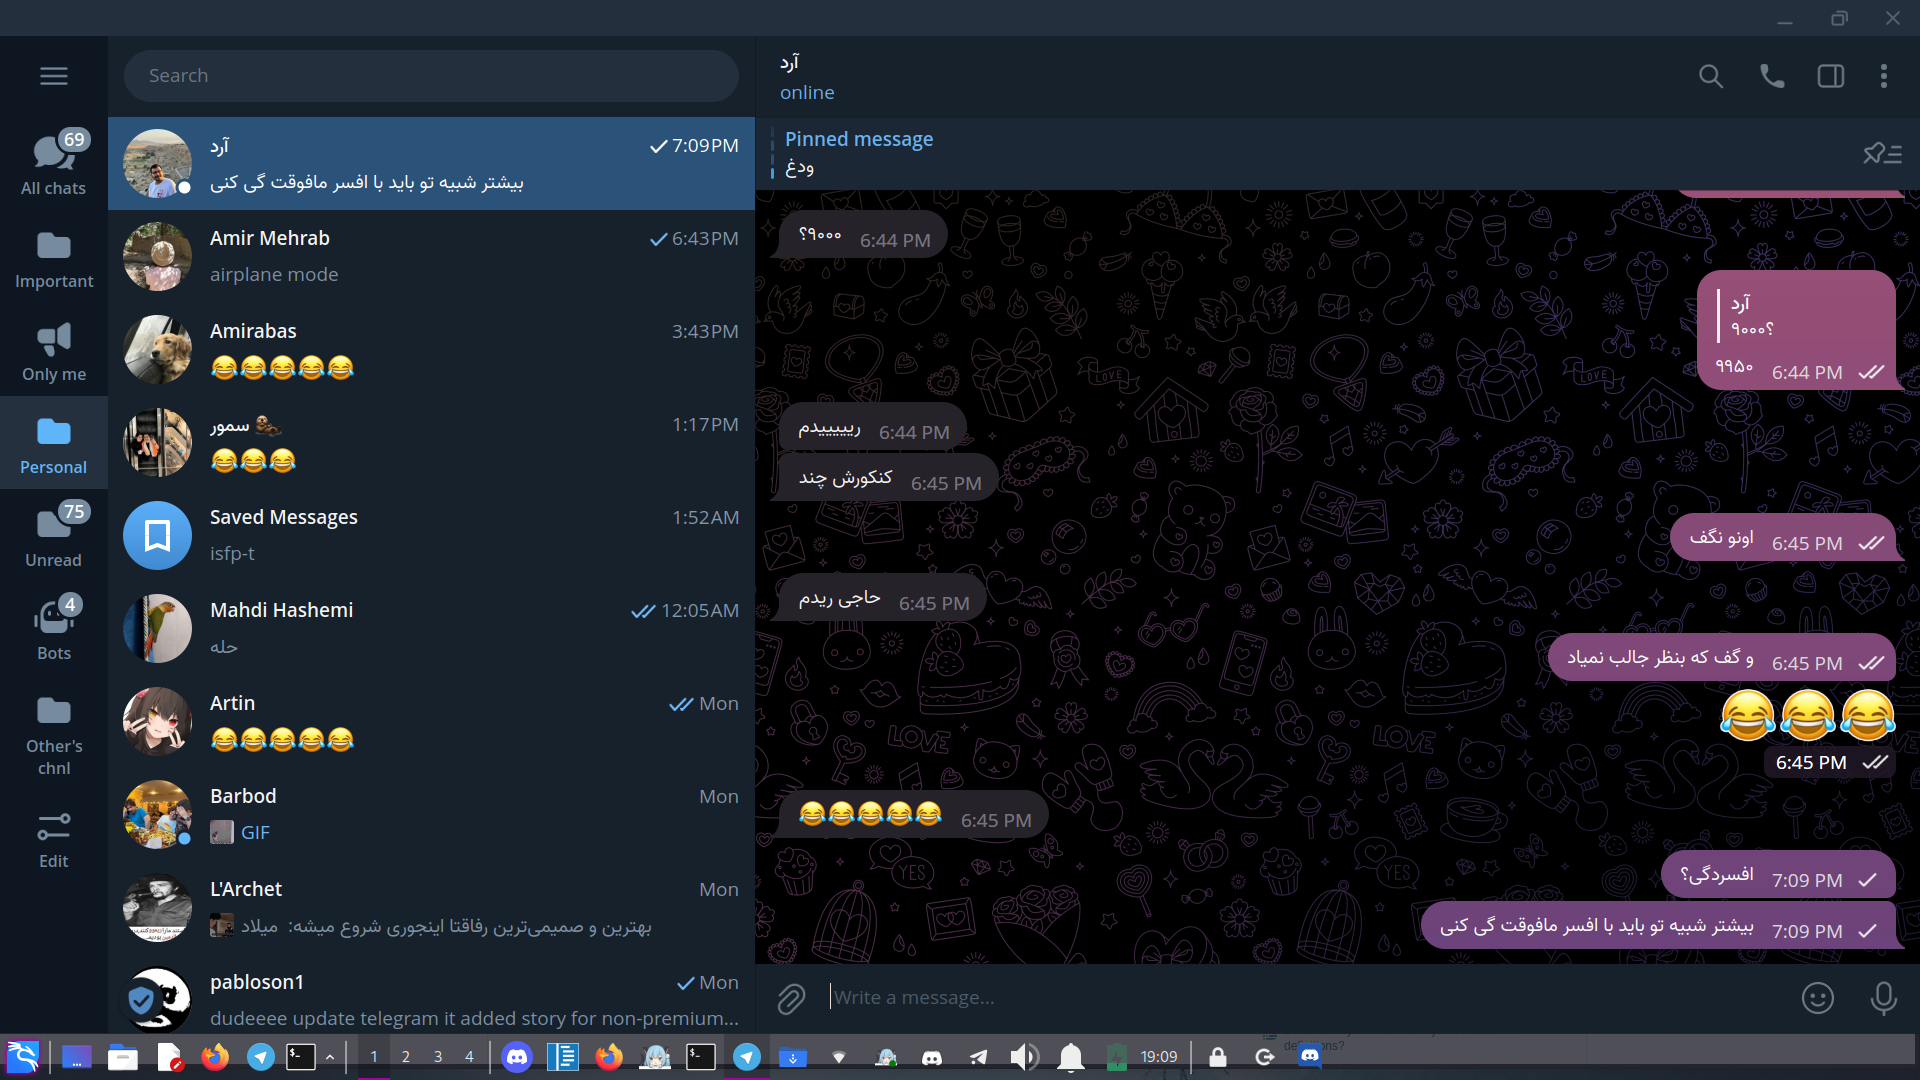 Search
69
All chats
Important
Only me
Personal
75
Unread
4
Bots
Other's
chnl
Edit
آرد
7:09PM
بیشتر شبیه تو باید با افسر مافوقت گی کنی
Amir Mehrab
6:43PM
airplane mode
Amirabas
3:43PM
😂😂😂😂😂
سمور 🦦
1:17PM
😂😂😂
Saved Messages
1:52AM
isfp-t
Mahdi Hashemi
12:05AM
حله
Artin
Mon
😂😂😂😂😂
Barbod
Mon
GIF
L'Archet
Mon
میلاد: بهترین و صمیمی‌ترین رفاقتا اینجوری شروع میشه
pabloson1
Mon
dudeeee update telegram it added story for non-premium...
آرد
online
Pinned message
ودغ
۹۰۰۰؟ 6:44 PM
آرد
۹۰۰۰؟
۹۹۵۰ 6:44 PM
ریییییدم 6:44 PM
کنکورش چند 6:45 PM
اونو نگف 6:45 PM
حاجی ریدم 6:45 PM
و گف که بنظر جالب نمیاد 6:45 PM
😂😂😂
6:45 PM
😂😂😂😂😂 6:45 PM
افسردگی؟ 7:09 PM
بیشتر شبیه تو باید با افسر مافوقت گی کنی 7:09 PM
Write a message...
1 2 3 4
19:09